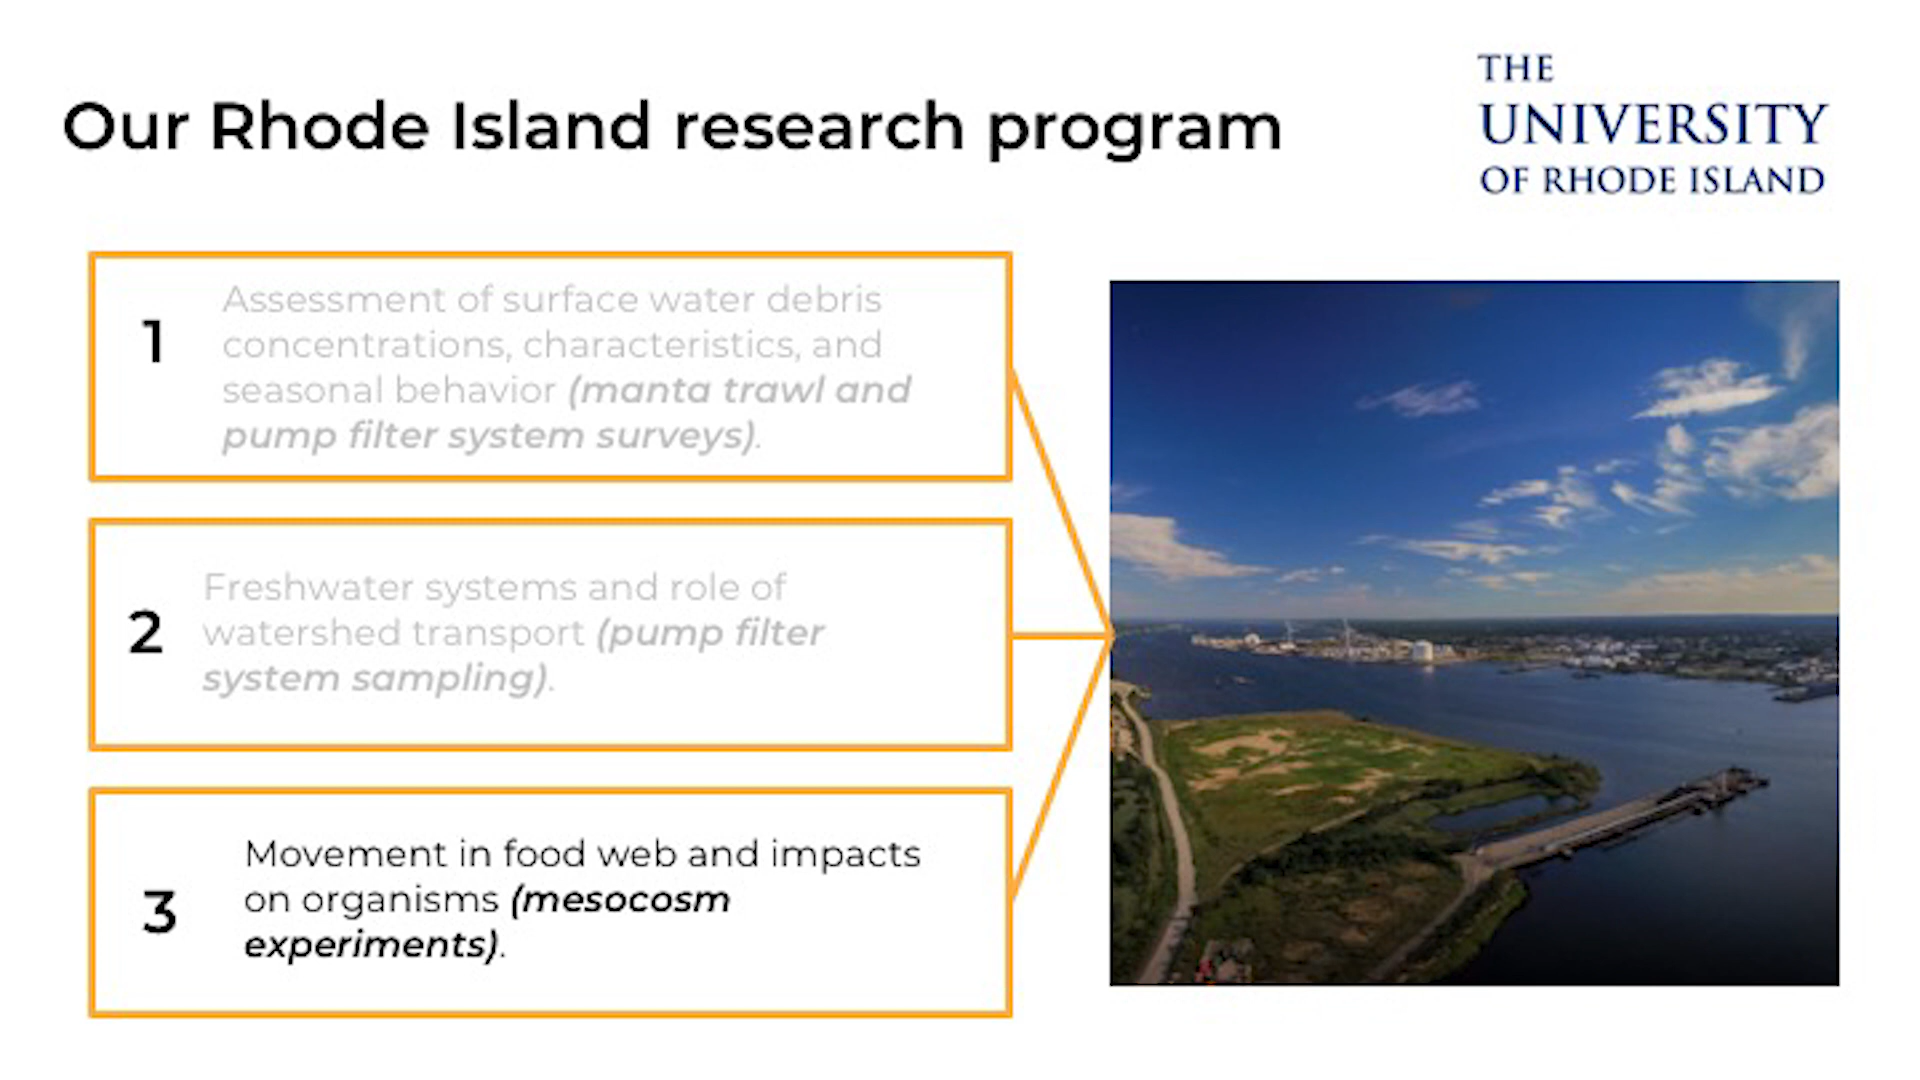 Our Rhode Island research program
THE
UNIVERSITY
OF RHODE ISLAND
1
Assessment of surface water debris
concentrations, characteristics, and
seasonal behavior (manta trawl and
pump filter system surveys).
2
Freshwater systems and role of
watershed transport (pump filter
system sampling).
3
Movement in food web and impacts
on organisms (mesocosm
experiments).